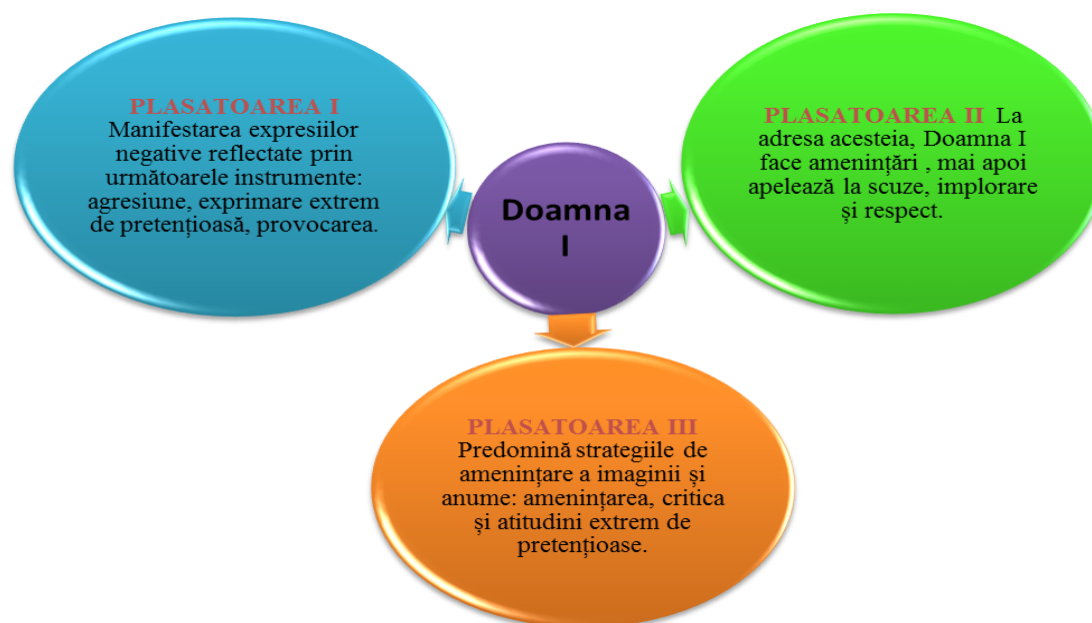 PLASATOAREA I
Manifestarea expresiilor
negative reflectate prin
următoarele instrumente:
agresiune, exprimare extrem
de pretențioasă, provocarea.
Doamna
I
PLASATOAREA II La
adresa acesteia, Doamna I
face amenințări , mai apoi
apelează la scuze, implorare
și respect.
PLASATOAREA III
Predomină strategiile de
amenințare a imaginii și
anume: amenințarea, critica
și atitudini extrem de
pretențioase.